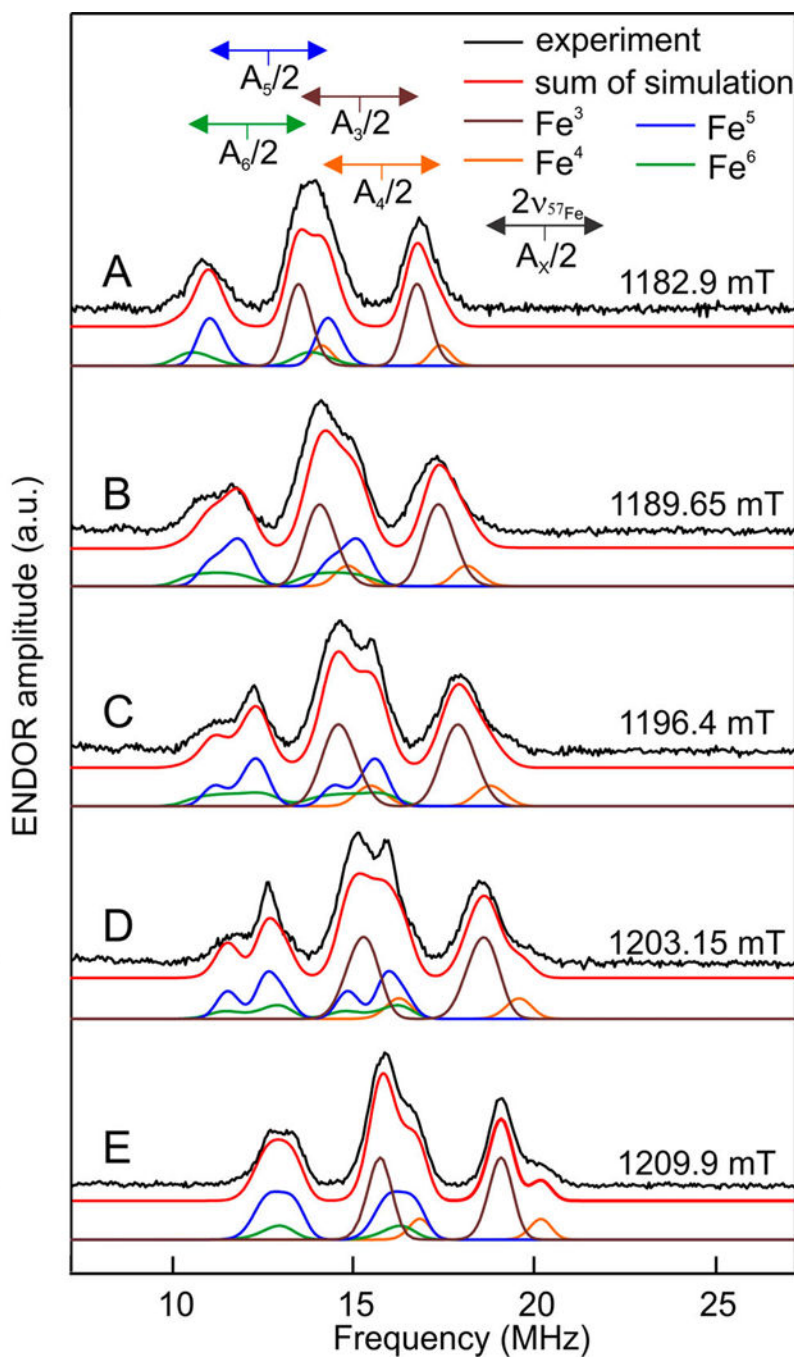 experiment
sum of simulation
Fe³ Fe⁵
Fe⁴ Fe⁶
A₅/2
A₃/2
A₆/2
A₄/2
2ν₅₇Fe
Aₓ/2
A 1182.9 mT
B 1189.65 mT
C 1196.4 mT
D 1203.15 mT
E 1209.9 mT
ENDOR amplitude (a.u.)
10 15 20 25
Frequency (MHz)